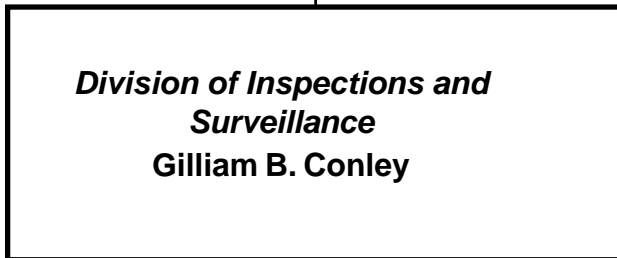 Division of Inspections and
Surveillance
Gilliam B. Conley